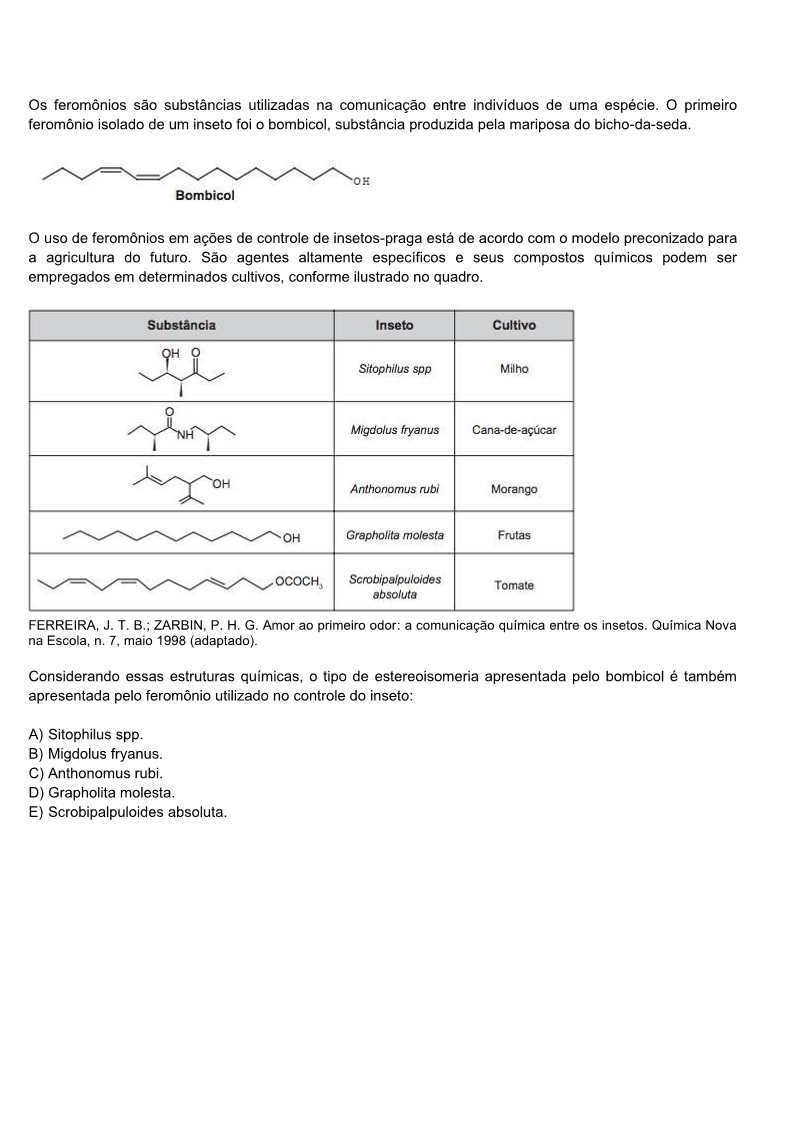 Os feromônios são substâncias utilizadas na comunicação entre indivíduos de uma espécie. O primeiro
feromônio isolado de um inseto foi o bombicol, substância produzida pela mariposa do bicho-da-seda.
OH
Bombicol
O uso de feromônios em ações de controle de insetos-praga está de acordo com o modelo preconizado para
a agricultura do futuro. São agentes altamente específicos e seus compostos químicos podem ser
empregados em determinados cultivos, conforme ilustrado no quadro.
Substância Inseto Cultivo
OH O
Sitophilus spp Milho
O
NH
Migdolus fryanus Cana-de-açúcar
OH
Anthonomus rubi Morango
OH Grapholita molesta Frutas
OCOCH₃ Scrobipalpuloides
absoluta
Tomate
FERREIRA, J. T. B.; ZARBIN, P. H. G. Amor ao primeiro odor: a comunicação química entre os insetos. Química Nova
na Escola, n. 7, maio 1998 (adaptado).
Considerando essas estruturas químicas, o tipo de estereoisomeria apresentada pelo bombicol é também
apresentada pelo feromônio utilizado no controle do inseto:
A) Sitophilus spp.
B) Migdolus fryanus.
C) Anthonomus rubi.
D) Grapholita molesta.
E) Scrobipalpuloides absoluta.